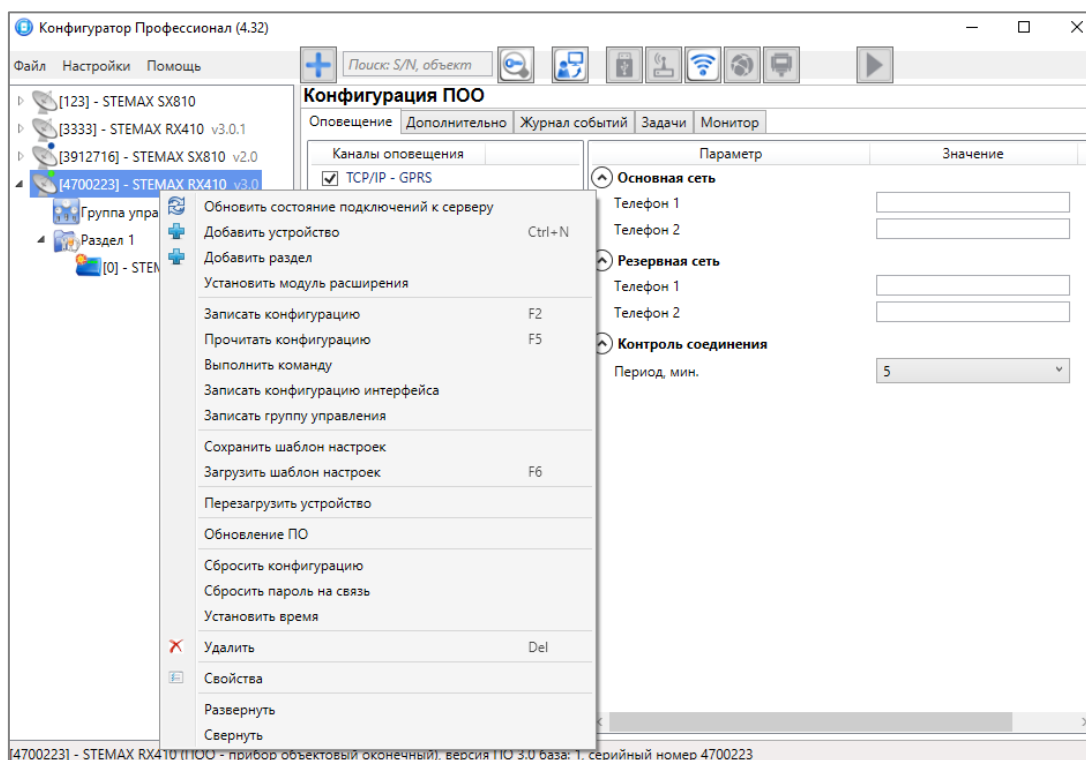 Конфигуратор Профессионал (4.32)
Файл Настройки Помощь
Поиск: S/N, объект
[123] - STEMAX SX810
[3333] - STEMAX RX410 v3.0.1
[3912716] - STEMAX SX810 v2.0
[4700223] - STEMAX RX410 v3.0
Группа упра
Раздел 1
[0] - STEM
Конфигурация ПОО
Оповещение Дополнительно Журнал событий Задачи Монитор
Каналы оповещения
TCP/IP - GPRS
Параметр Значение
Основная сеть
Телефон 1
Телефон 2
Резервная сеть
Телефон 1
Телефон 2
Контроль соединения
Период, мин. 5
Обновить состояние подключений к серверу
Добавить устройство Ctrl+N
Добавить раздел
Установить модуль расширения
Записать конфигурацию F2
Прочитать конфигурацию F5
Выполнить команду
Записать конфигурацию интерфейса
Записать группу управления
Сохранить шаблон настроек
Загрузить шаблон настроек F6
Перезагрузить устройство
Обновление ПО
Сбросить конфигурацию
Сбросить пароль на связь
Установить время
Удалить Del
Свойства
Развернуть
Свернуть
[4700223] - STEMAX RX410 (ПОО - прибор объектовый оконечный), версия ПО 3.0 база: 1, серийный номер 4700223